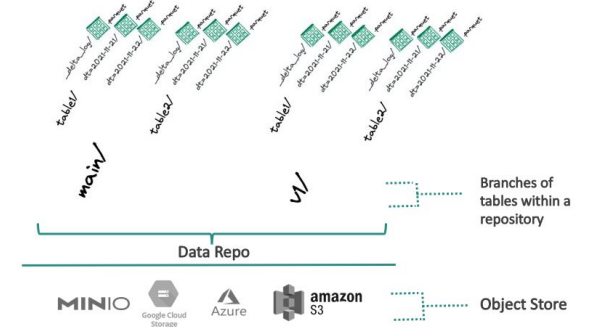 parquet
parquet
parquet
parquet
parquet
parquet
parquet
parquet
parquet
parquet
parquet
parquet
_delta_log/
dt=2021-11-21/
dt=2021-11-22/
_delta_log/
dt=2021-11-21/
dt=2021-11-22/
_delta_log/
dt=2021-11-21/
dt=2021-11-22/
_delta_log/
dt=2021-11-21/
dt=2021-11-22/
table1/
table2/
table1/
table2/
main/
v1/
Branches of
tables within a
repository
Data Repo
MINIO
Google Cloud
Storage
Azure
amazon
S3
Object Store